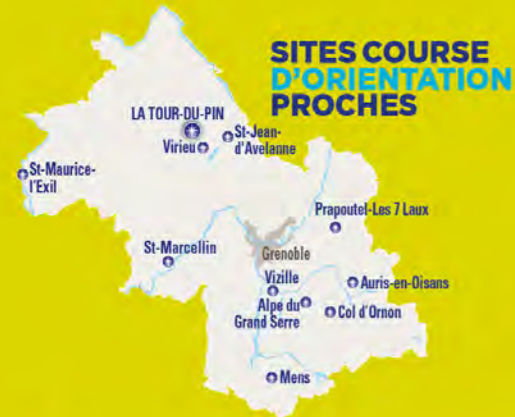 SITES COURSE
D'ORIENTATION
PROCHES
LA TOUR-DU-PIN
Virieu
St-Jean-
d'Avelanne
St-Maurice-
l'Exil
Prapoutel-Les 7 Laux
St-Marcellin
Grenoble
Vizille
Auris-en-Oisans
Alpe du
Grand Serre
Col d'Ornon
Mens